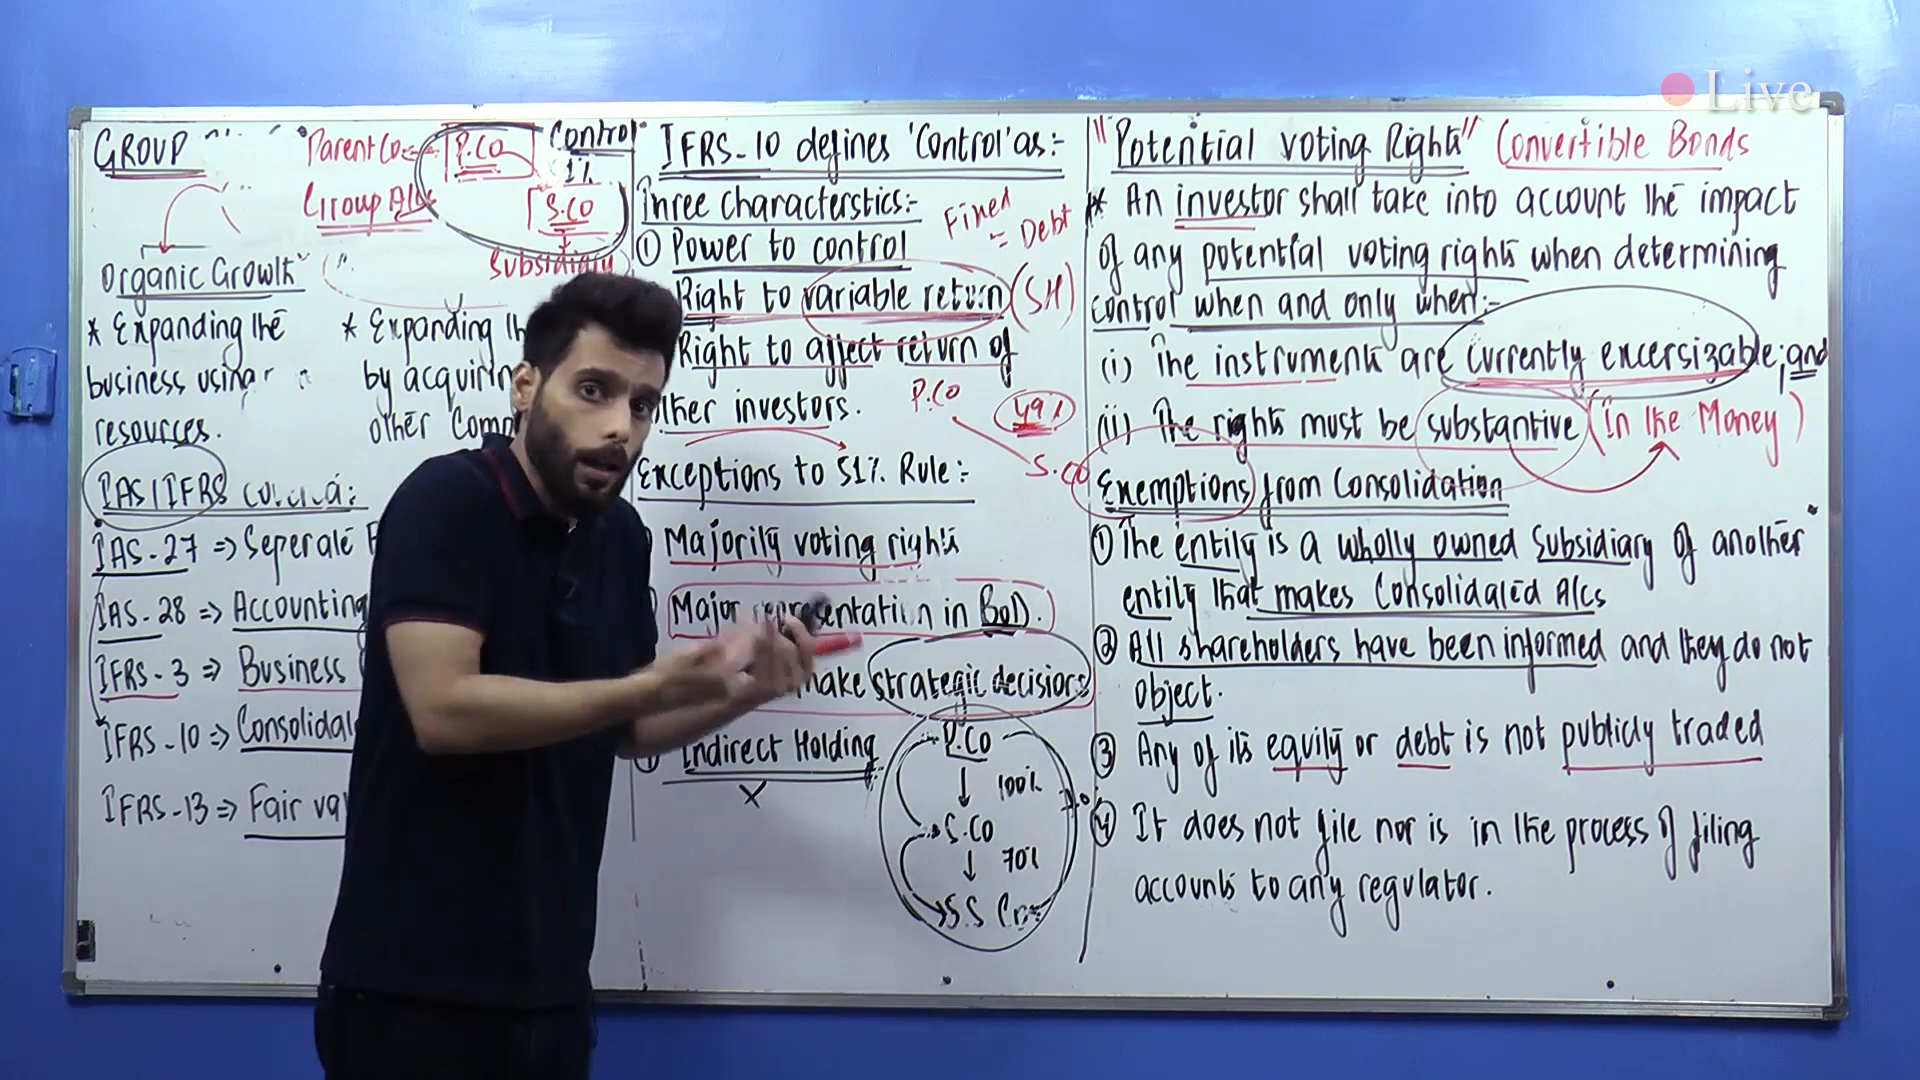 Live
GROUP
Parent Co
P.CO
Control
51%
Group A/cs
S.CO
Subsidiary
Organic Growth
* Expanding the
business using
resources.
* Expanding th
by acquirin
other Comp
IAS/IFRS
IAS-27 => Seperate F
IAS-28 => Accounting
IFRS-3 => Business
IFRS-10 => Consolidate
IFRS-13 => Fair va
IFRS-10 defines 'Control' as:-
Three Characterstics:-
① Power to control
Right to variable return (SH)
Fixed
= Debt
Right to affect return of
other investors.
P.CO
49%
S.CO
Exceptions to 51% Rule:-
Majority voting rights
Major representation in BoD.
make strategic decisions
Indirect Holding
X
P.CO
↓ 100%
S.CO
↓ 70%
S.S Co
"Potential voting Rights" Convertible Bonds
* An investor shall take into account the impact
of any potential voting rights when determining
control when and only when:-
(i) The instruments are currently excersizable; and
(ii) The rights must be substantive (In the Money)
Exemptions from Consolidation
① The entity is a wholly owned Subsidiary of another
entity that makes Consolidated A/cs
② All shareholders have been informed and they do not
object.
③ Any of its equity or debt is not publicly traded
④ It does not file nor is in the process of filing
accounts to any regulator.